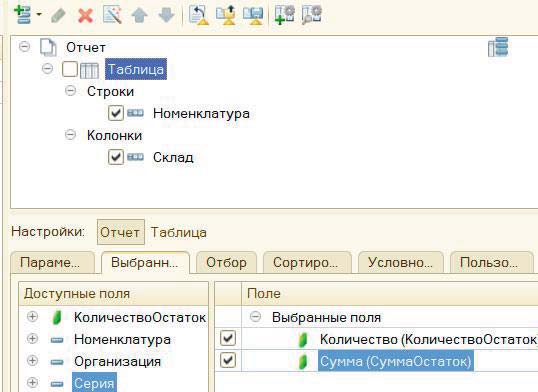 Отчет
Таблица
Строки
Номенклатура
Колонки
Склад
Настройки: Отчет Таблица
Параме... Выбранн... Отбор Сортиро... Условно... Пользо...
Доступные поля
КоличествоОстаток
Номенклатура
Организация
Серия
Поле
Выбранные поля
Количество (КоличествоОстаток
Сумма (СуммаОстаток)